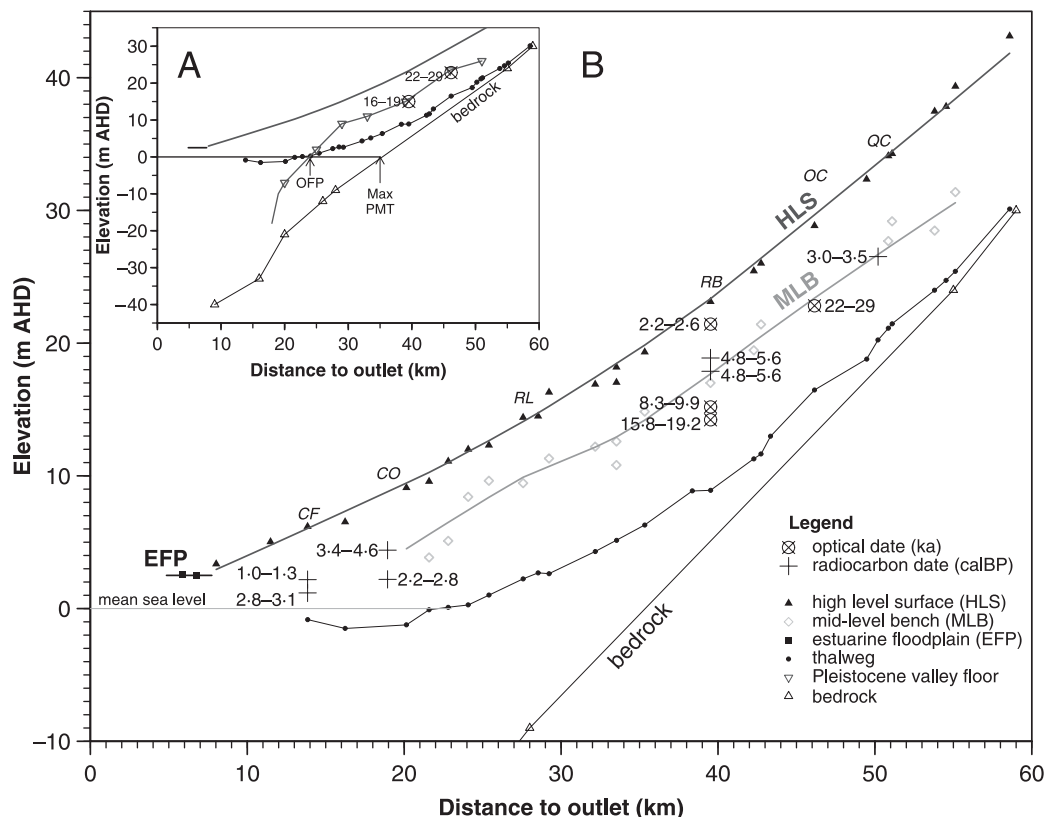 A
Elevation (m AHD)
50
40
30
20
10
0
−10
−20
−30
−40
22–29
16–19
bedrock
OFP
Max
PMT
0 10 20 30 40 50 60
Distance to outlet (km)
B
Elevation (m AHD)
40
30
20
10
0
−10
QC
OC
HLS
3·0–3·5
RB
MLB
22–29
2·2–2·6
4·8–5·6
4·8–5·6
8·3–9·9
15·8–19·2
RL
CO
CF
EFP
3·4–4·6
1·0–1·3
2·2–2·8
2·8–3·1
mean sea level
bedrock
Legend
optical date (ka)
radiocarbon date (calBP)
high level surface (HLS)
mid-level bench (MLB)
estuarine floodplain (EFP)
thalweg
Pleistocene valley floor
bedrock
0 10 20 30 40 50 60
Distance to outlet (km)